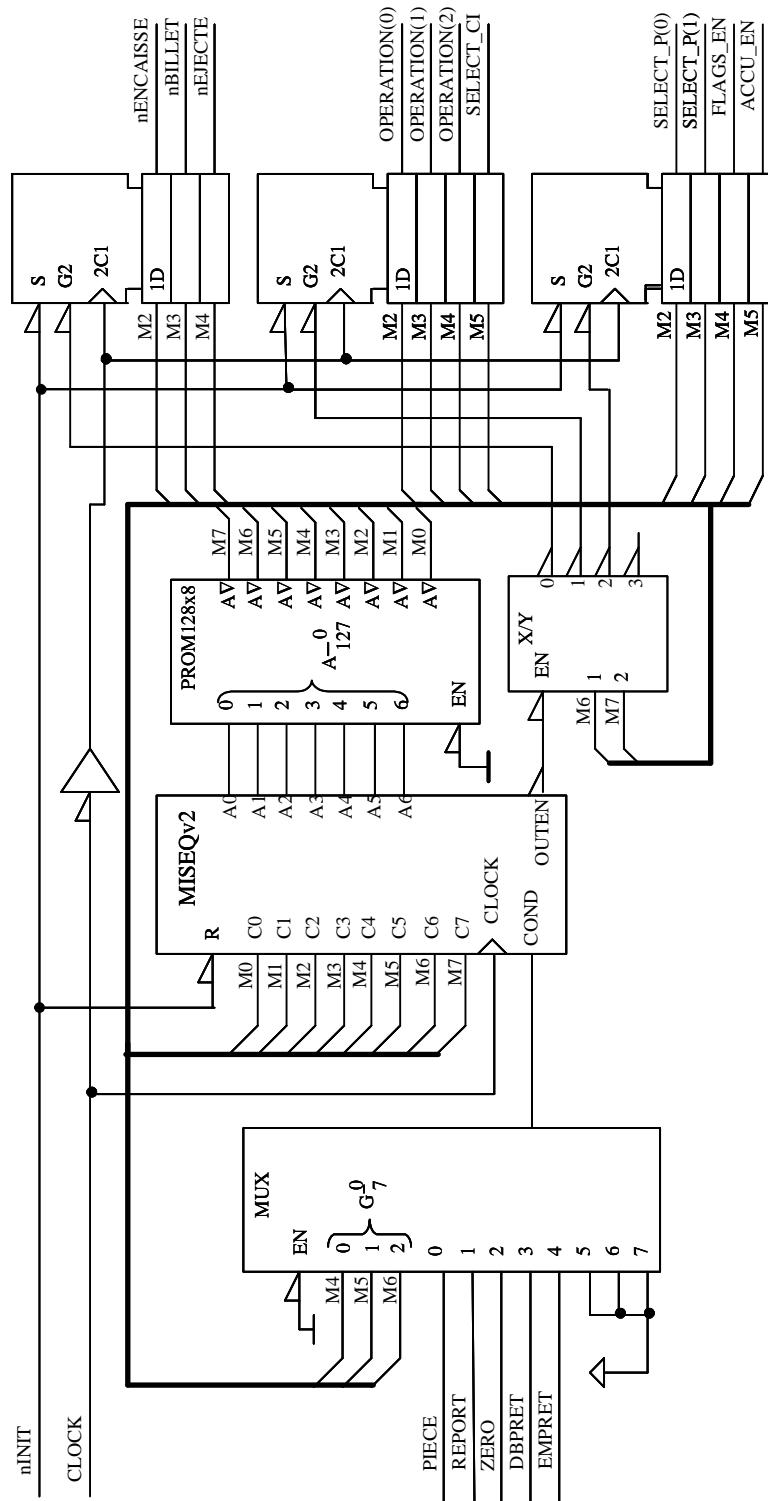 nINIT
CLOCK
MUX
EN
0
1
2
G 0
7
M4
M5
M6
0
1
2
3
4
5
6
7
PIECE
REPORT
ZERO
DBPRET
EMPRET
MISEQv2
R
C0
C1
C2
C3
C4
C5
C6
C7
CLOCK
COND
OUTEN
M0
M1
M2
M3
M4
M5
M6
M7
A0
A1
A2
A3
A4
A5
A6
PROM128x8
0
1
2
3
4
5
6
A 0
127
EN
A
A
A
A
A
A
A
A
M7
M6
M5
M4
M3
M2
M1
M0
X/Y
EN
1
2
M6
M7
0
1
2
3
S
G2
2C1
1D
M2
M3
M4
nENCAISSE
nBILLET
nEJECTE
S
G2
2C1
1D
M2
M3
M4
M5
OPERATION(0)
OPERATION(1)
OPERATION(2)
SELECT_CI
S
G2
2C1
1D
M2
M3
M4
M5
SELECT_P(0)
SELECT_P(1)
FLAGS_EN
ACCU_EN